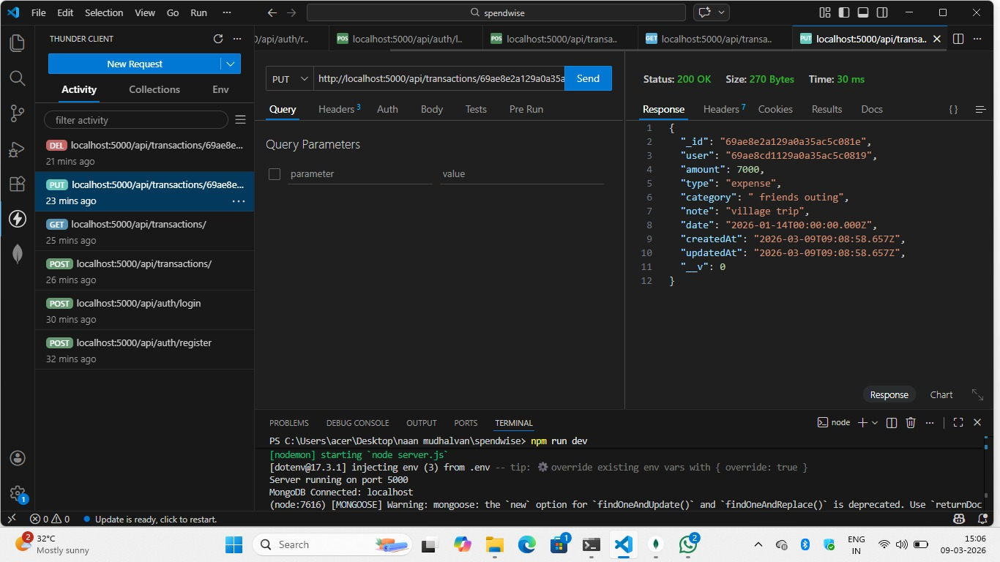 File Edit Selection View Go Run ··· spendwise
THUNDER CLIENT
New Request
Activity Collections Env
filter activity
DEL localhost:5000/api/transactions/69ae8e...
21 mins ago
PUT localhost:5000/api/transactions/69ae8e...
23 mins ago
GET localhost:5000/api/transactions/
25 mins ago
POST localhost:5000/api/transactions/
26 mins ago
POST localhost:5000/api/auth/login
30 mins ago
POST localhost:5000/api/auth/register
32 mins ago
0/api/auth/r.. POS localhost:5000/api/auth/l.. POS localhost:5000/api/transa.. GET localhost:5000/api/transa.. PUT localhost:5000/api/transa..
PUT http://localhost:5000/api/transactions/69ae8e2a129a0a35a Send
Query Headers 3 Auth Body Tests Pre Run
Query Parameters
parameter value
Status: 200 OK Size: 270 Bytes Time: 30 ms
Response Headers 7 Cookies Results Docs { }
1 {
2 "_id": "69ae8e2a129a0a35ac5c081e",
3 "user": "69ae8cd1129a0a35ac5c0819",
4 "amount": 7000,
5 "type": "expense",
6 "category": " friends outing",
7 "note": "village trip",
8 "date": "2026-01-14T00:00:00.000Z",
9 "createdAt": "2026-03-09T09:08:58.657Z",
10 "updatedAt": "2026-03-09T09:08:58.657Z",
11 "__v": 0
12 }
Response Chart
PROBLEMS DEBUG CONSOLE OUTPUT PORTS TERMINAL node
PS C:\Users\acer\Desktop\naan mudhalvan\spendwise> npm run dev
[nodemon] starting `node server.js`
[dotenv@17.3.1] injecting env (3) from .env -- tip: ⚙️ override existing env vars with { override: true }
Server running on port 5000
MongoDB Connected: localhost
(node:7616) [MONGOOSE] Warning: mongoose: the `new` option for `findOneAndUpdate()` and `findOneAndReplace()` is deprecated. Use `returnDoc
1
0 0 Update is ready, click to restart.
2 32°C
Mostly sunny
Search
1
2
ENG
IN
15:06
09-03-2026